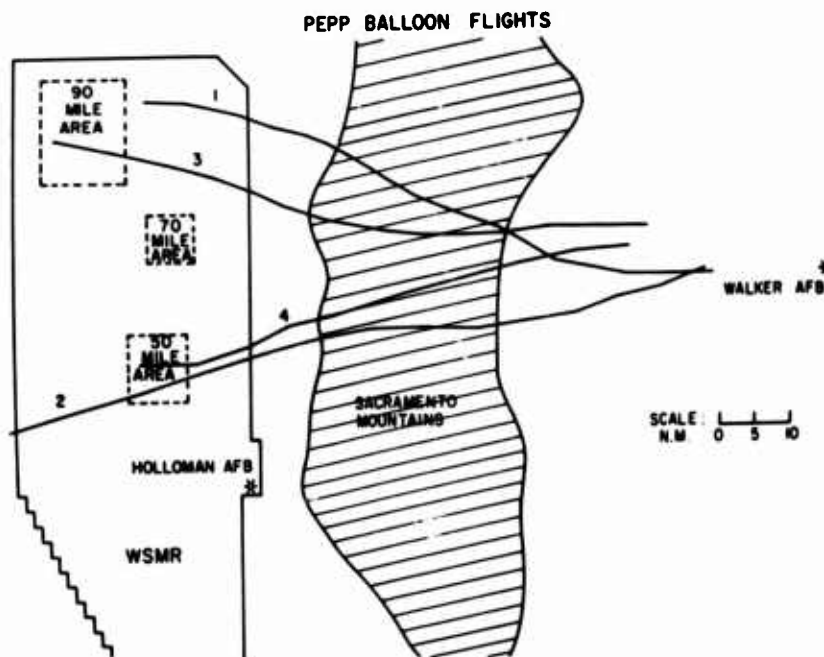 PEPP BALLOON FLIGHTS
90
MILE
AREA
1
3
70
MILE
AREA
WALKER AFB
4
50
MILE
AREA
2
SACRAMENTO
MOUNTAINS
SCALE:
N.M. 0 5 10
HOLLOMAN AFB
WSMR